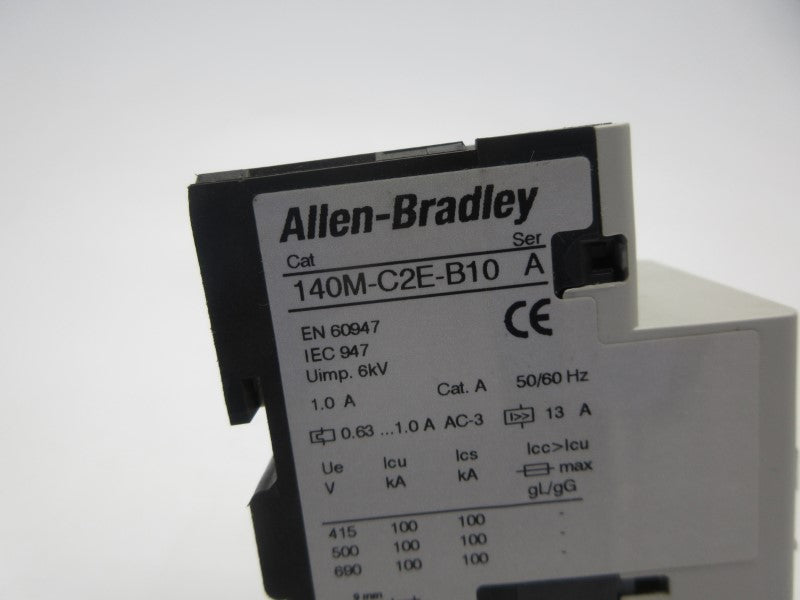 Allen-Bradley
Cat Ser
140M-C2E-B10 A
EN 60947
IEC 947
Uimp. 6kV
CE
1.0 A Cat. A 50/60 Hz
0.63 ...1.0 A AC-3 I>> 13 A
Ue Icu Ics Icc>Icu
V kA kA max
gL/gG
415 100 100 -
500 100 100 -
690 100 100 -
9 mm